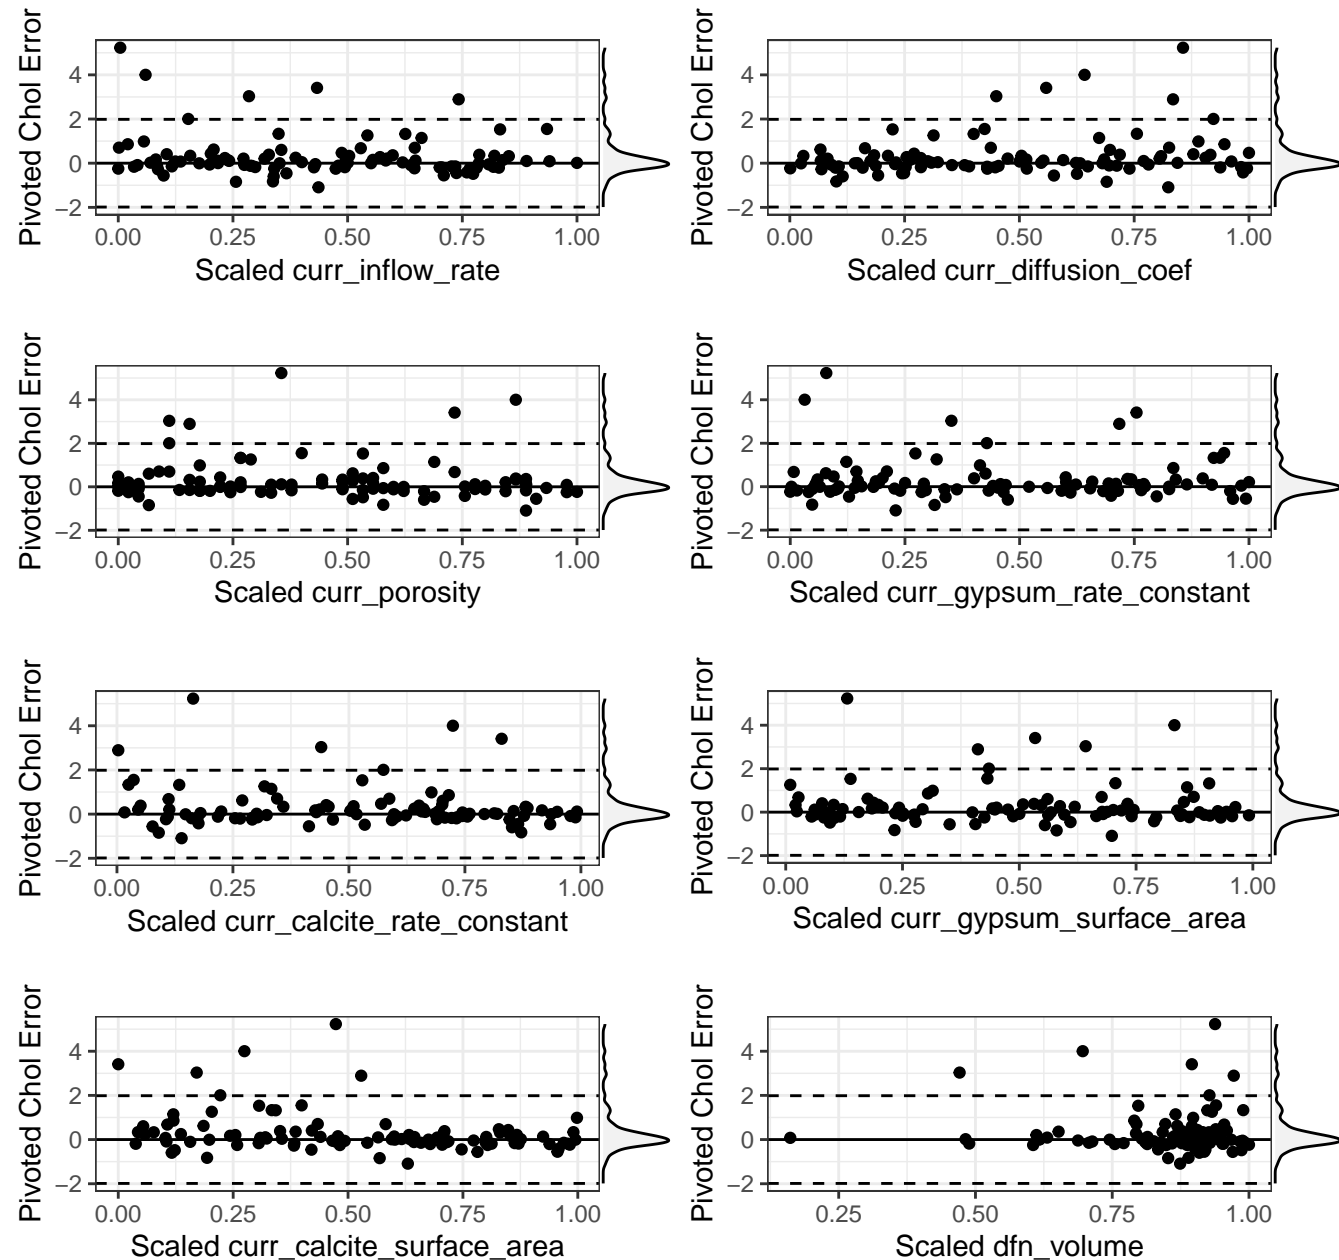 Pivoted Chol Error
4
2
0
−2
0.00 0.25 0.50 0.75 1.00
Scaled curr_inflow_rate
Pivoted Chol Error
4
2
0
−2
0.00 0.25 0.50 0.75 1.00
Scaled curr_diffusion_coef
Pivoted Chol Error
4
2
0
−2
0.00 0.25 0.50 0.75 1.00
Scaled curr_porosity
Pivoted Chol Error
4
2
0
−2
0.00 0.25 0.50 0.75 1.00
Scaled curr_gypsum_rate_constant
Pivoted Chol Error
4
2
0
−2
0.00 0.25 0.50 0.75 1.00
Scaled curr_calcite_rate_constant
Pivoted Chol Error
4
2
0
−2
0.00 0.25 0.50 0.75 1.00
Scaled curr_gypsum_surface_area
Pivoted Chol Error
4
2
0
−2
0.00 0.25 0.50 0.75 1.00
Scaled curr_calcite_surface_area
Pivoted Chol Error
4
2
0
−2
0.25 0.50 0.75 1.00
Scaled dfn_volume